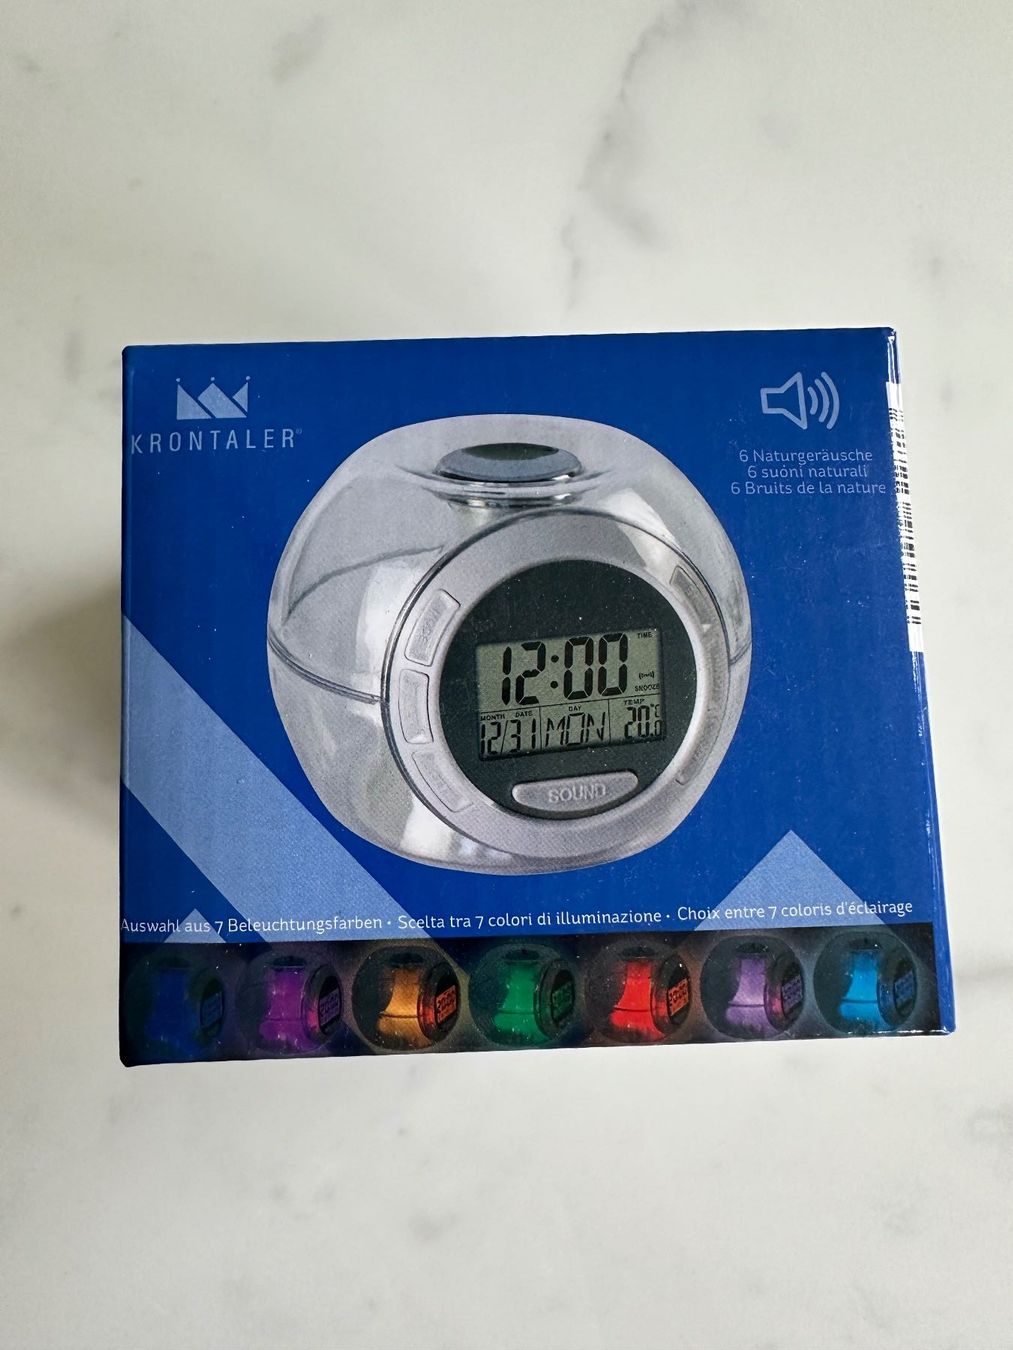 KRONTALER®
6 Naturgeräusche
6 suoni naturali
6 Bruits de la nature
TIME
12:00
SNOOZE
MONTH DATE DAY TEMP
12/31 MON 20.0°C
SOUND
Auswahl aus 7 Beleuchtungsfarben • Scelta tra 7 colori di illuminazione • Choix entre 7 coloris d'éclairage